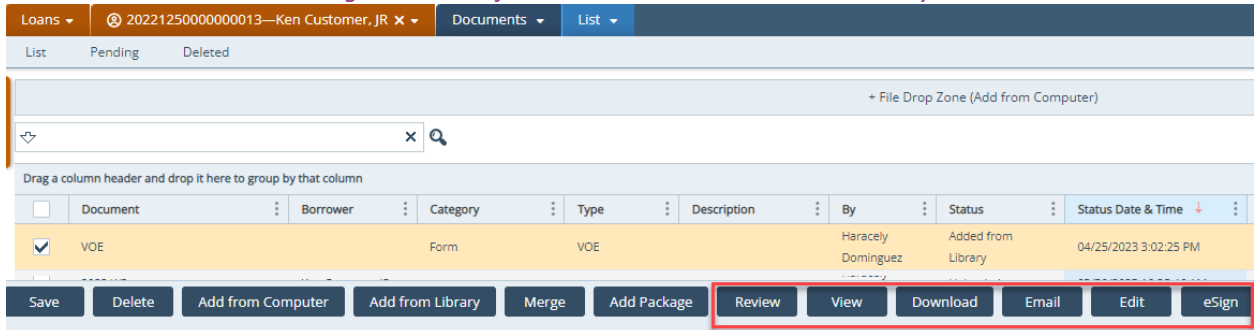 Loans 20221250000000013—Ken Customer, JR X Documents List
List Pending Deleted
+ File Drop Zone (Add from Computer)
Drag a column header and drop it here to group by that column
Document Borrower Category Type Description By Status Status Date & Time
VOE Form VOE Haracely Dominguez Added from Library 04/25/2023 3:02:25 PM
Save Delete Add from Computer Add from Library Merge Add Package Review View Download Email Edit eSign